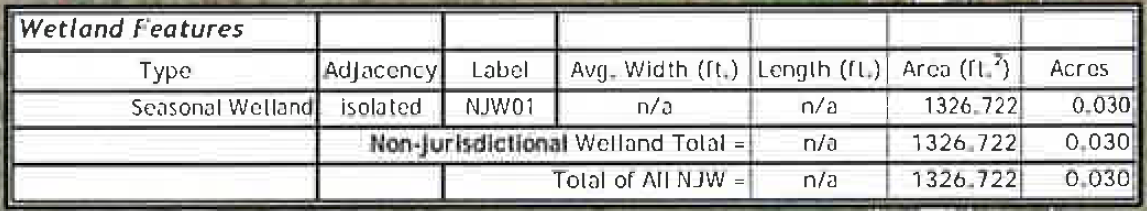 Wetland Features
Type Adjacency Label Avg. Width (ft.) Length (ft.) Area (ft.²) Acres
Seasonal Wetland isolated NJW01 n/a n/a 1326.722 0.030
Non-jurisdictional Wetland Total = n/a 1326.722 0.030
Total of All NJW = n/a 1326.722 0.030